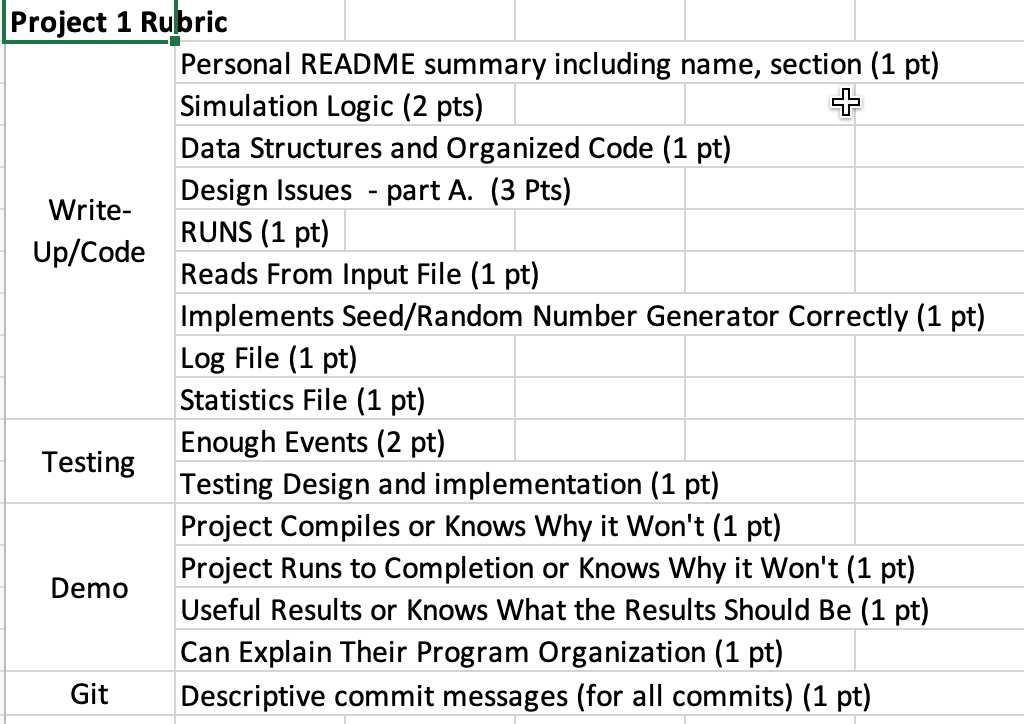 Project 1 Rubric
Write-
Up/Code
Personal README summary including name, section (1 pt)
Simulation Logic (2 pts)
Data Structures and Organized Code (1 pt)
Design Issues  - part A.  (3 Pts)
RUNS (1 pt)
Reads From Input File (1 pt)
Implements Seed/Random Number Generator Correctly (1 pt)
Log File (1 pt)
Statistics File (1 pt)
Testing
Enough Events (2 pt)
Testing Design and implementation (1 pt)
Demo
Project Compiles or Knows Why it Won't (1 pt)
Project Runs to Completion or Knows Why it Won't (1 pt)
Useful Results or Knows What the Results Should Be (1 pt)
Can Explain Their Program Organization (1 pt)
Git
Descriptive commit messages (for all commits) (1 pt)